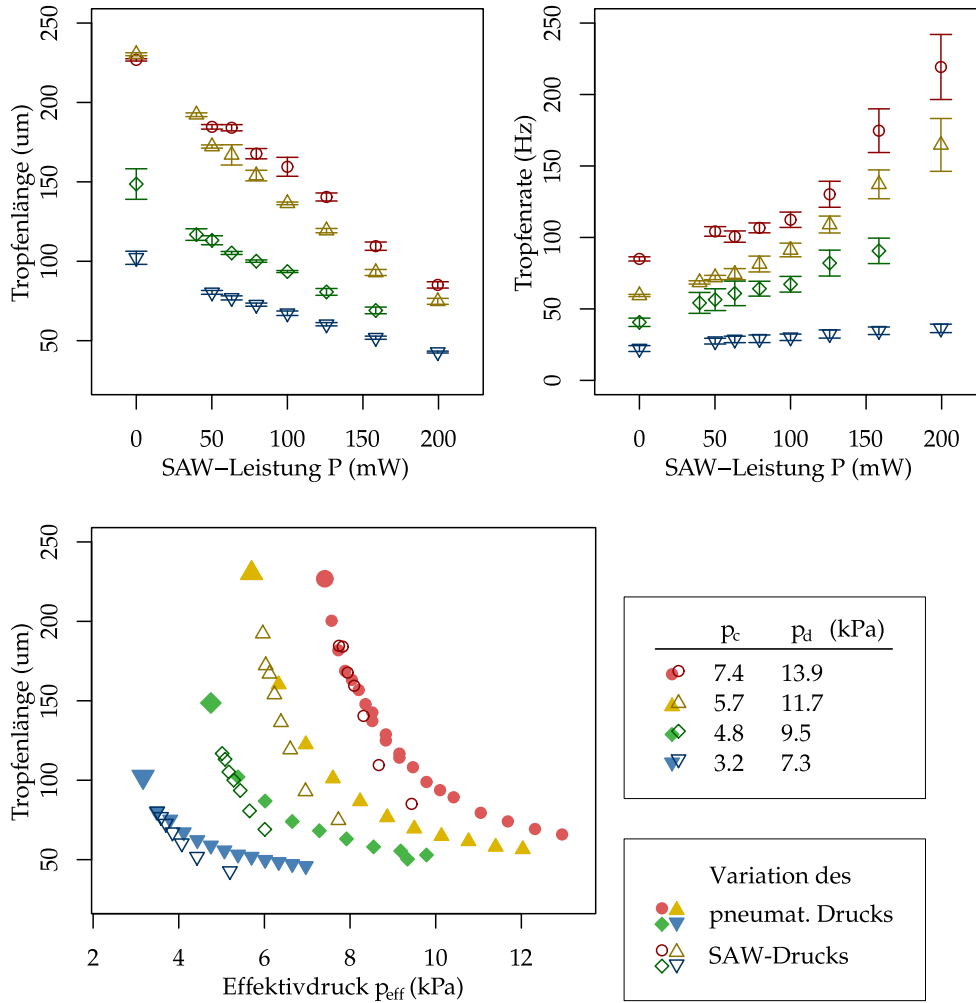 Tropfenlänge (um)
250
200
150
100
50
0 50 100 150 200
SAW−Leistung P (mW)
Tropfenrate (Hz)
250
200
150
100
50
0
0 50 100 150 200
SAW−Leistung P (mW)
Tropfenlänge (um)
250
200
150
100
50
2 4 6 8 10 12
Effektivdruck peff (kPa)
pc pd (kPa)
7.4 13.9
5.7 11.7
4.8 9.5
3.2 7.3
Variation des
pneumat. Drucks
SAW-Drucks